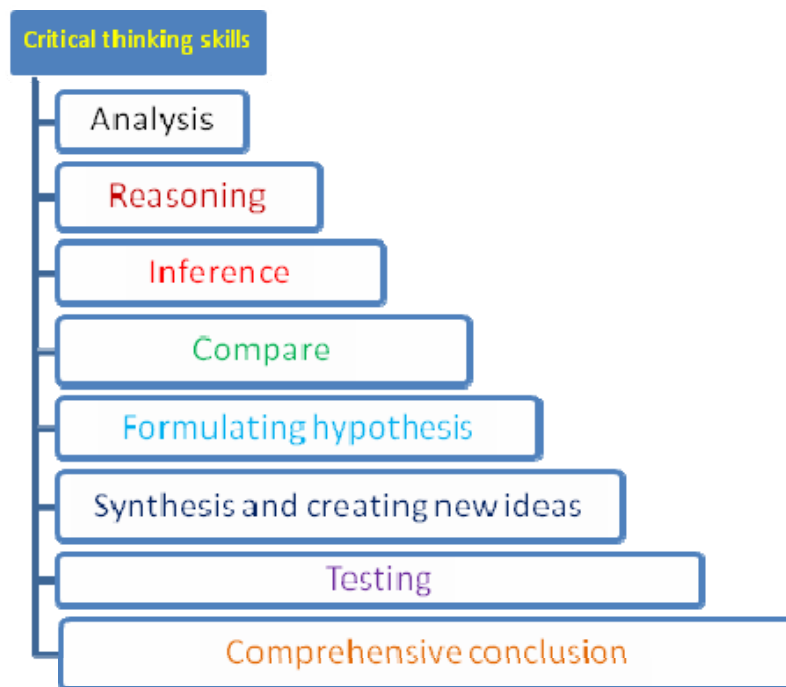 Critical thinking skills
Analysis
Reasoning
Inference
Compare
Formulating hypothesis
Synthesis and creating new ideas
Testing
Comprehensive conclusion